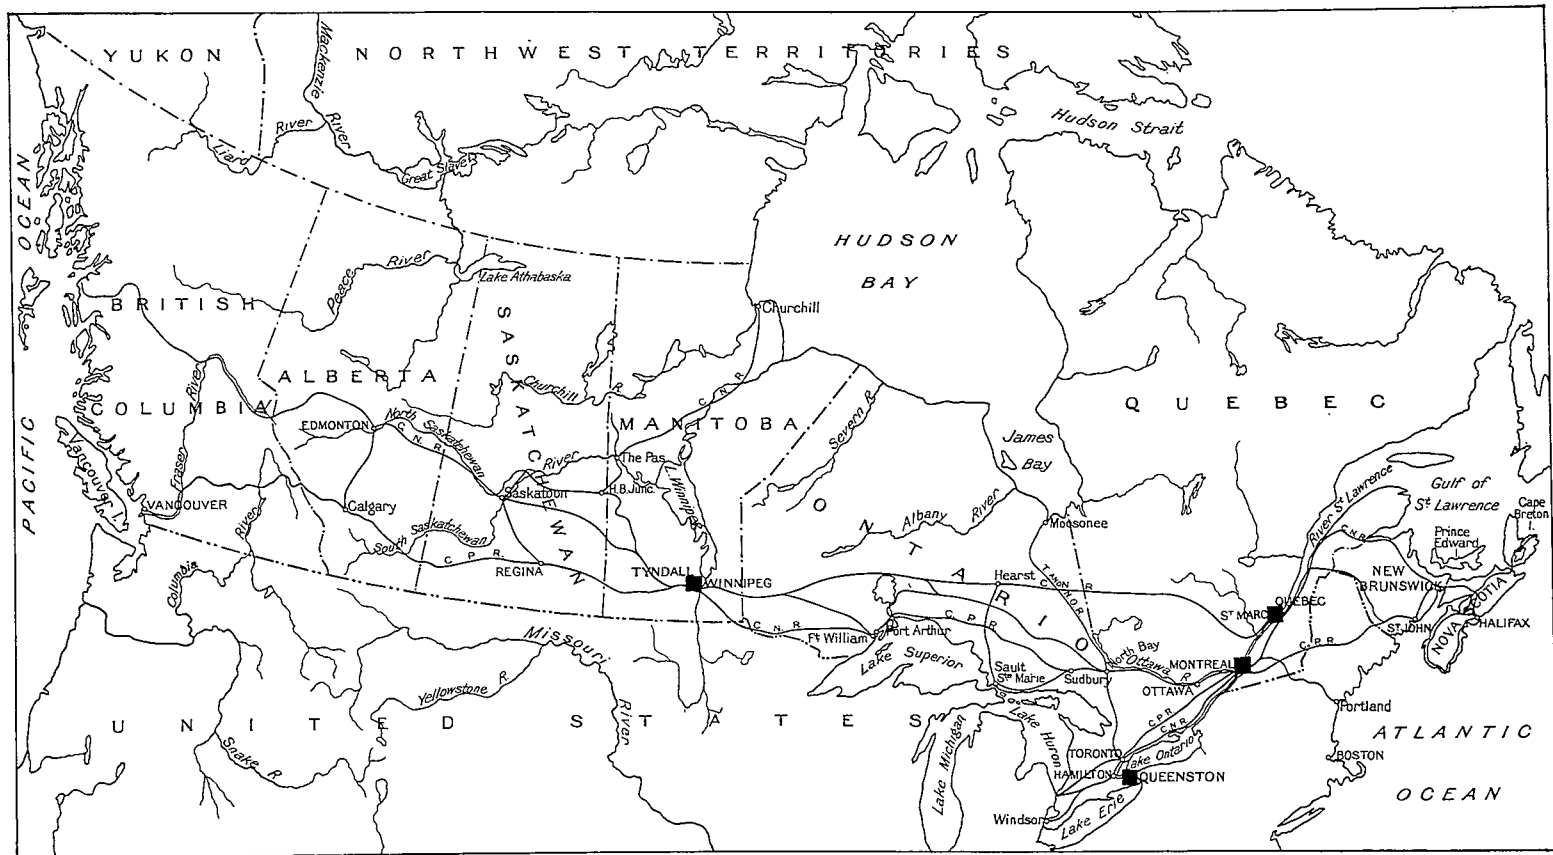 YUKON
NORTHWEST TERRITORIES
Mackenzie
River
River
Liard
Great Slave
Hudson Strait
PACIFIC OCEAN
HUDSON
BAY
Peace River
Lake Athabaska
BRITISH
COLUMBIA
ALBERTA
SASKATCHEWAN
MANITOBA
ONTARIO
QUEBEC
Churchill
Churchill R.
C. N. R.
Severn R.
Fraser River
EDMONTON
North Saskatchewan
River
C. N. R.
The Pas
H.B. Junc.
L. Winnipeg
James
Bay
Vancouver I.
VANCOUVER
Calgary
Saskatoon
South Saskatchewan
Albany River
Moosonee
River St Lawrence
Gulf of
St Lawrence
Cape
Breton
Prince
Edward I.
C.N.R.
Columbia
River
C. P. R.
REGINA
TYNDALL
WINNIPEG
Hearst
C. N. R.
T. AND N.O.R.
NEW
BRUNSWICK
NOVA SCOTIA
QUEBEC
ST MARC
ST JOHN
HALIFAX
C. N. R.
Ft William
Port Arthur
C. P. R.
Lake Superior
Sault
Ste Marie
Sudbury
North Bay
Ottawa R.
OTTAWA
MONTREAL
C. P. R.
Missouri
River
Yellowstone R.
Snake R.
UNITED STATES
Lake Michigan
Lake Huron
C.P.R.
C.N.R.
TORONTO
Lake Ontario
HAMILTON
QUEENSTON
Windsor
Lake Erie
Portland
BOSTON
ATLANTIC
OCEAN